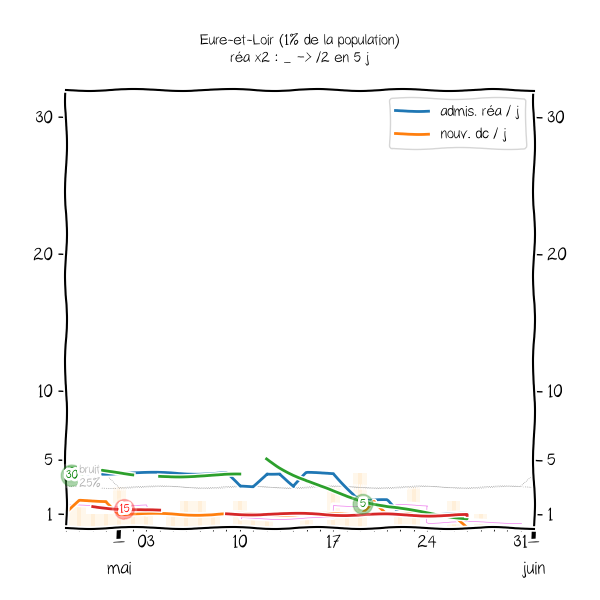 Eure-et-Loir (1% de la population)
réa x2 : _ -> /2 en 5 j
admis. réa / j
nouv. dc / j
30
30
20
20
10
10
5
5
1
1
30
bruit
25%
15
5
03
10
17
24
31
mai
juin